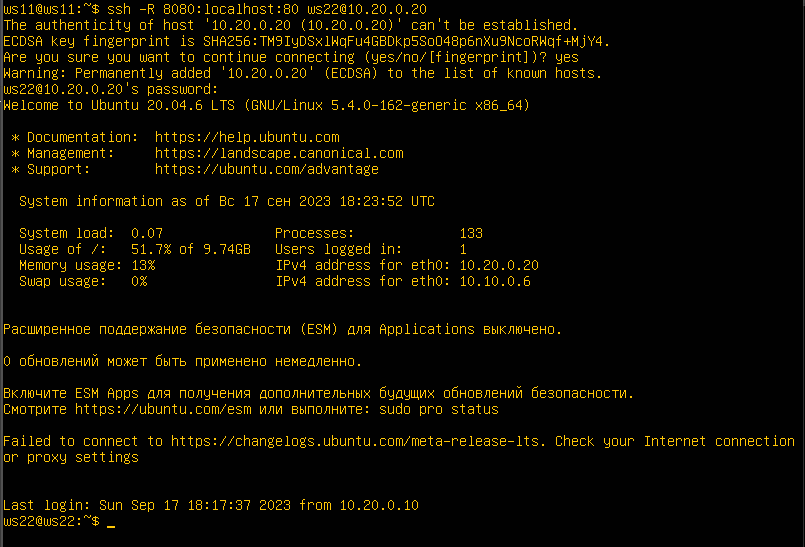 ws11@ws11:~$ ssh -R 8080:localhost:80 ws22@10.20.0.20
The authenticity of host '10.20.0.20 (10.20.0.20)' can't be established.
ECDSA key fingerprint is SHA256:TM9IyDSxlWqFu4GBDkp5SoO48p6nXu9NcoRWqf+MjY4.
Are you sure you want to continue connecting (yes/no/[fingerprint])? yes
Warning: Permanently added '10.20.0.20' (ECDSA) to the list of known hosts.
ws22@10.20.0.20's password:
Welcome to Ubuntu 20.04.6 LTS (GNU/Linux 5.4.0-162-generic x86_64)
* Documentation:  https://help.ubuntu.com
* Management:     https://landscape.canonical.com
* Support:        https://ubuntu.com/advantage
System information as of Вс 17 сен 2023 18:23:52 UTC
System load:  0.07              Processes:             133
Usage of /:   51.7% of 9.74GB   Users logged in:       1
Memory usage: 13%               IPv4 address for eth0: 10.20.0.20
Swap usage:   0%                IPv4 address for eth0: 10.10.0.6
Расширенное поддержание безопасности (ESM) для Applications выключено.
0 обновлений может быть применено немедленно.
Включите ESM Apps для получения дополнительных будущих обновлений безопасности.
Смотрите https://ubuntu.com/esm или выполните: sudo pro status
Failed to connect to https://changelogs.ubuntu.com/meta-release-lts. Check your Internet connection
or proxy settings
Last login: Sun Sep 17 18:17:37 2023 from 10.20.0.10
ws22@ws22:~$ _